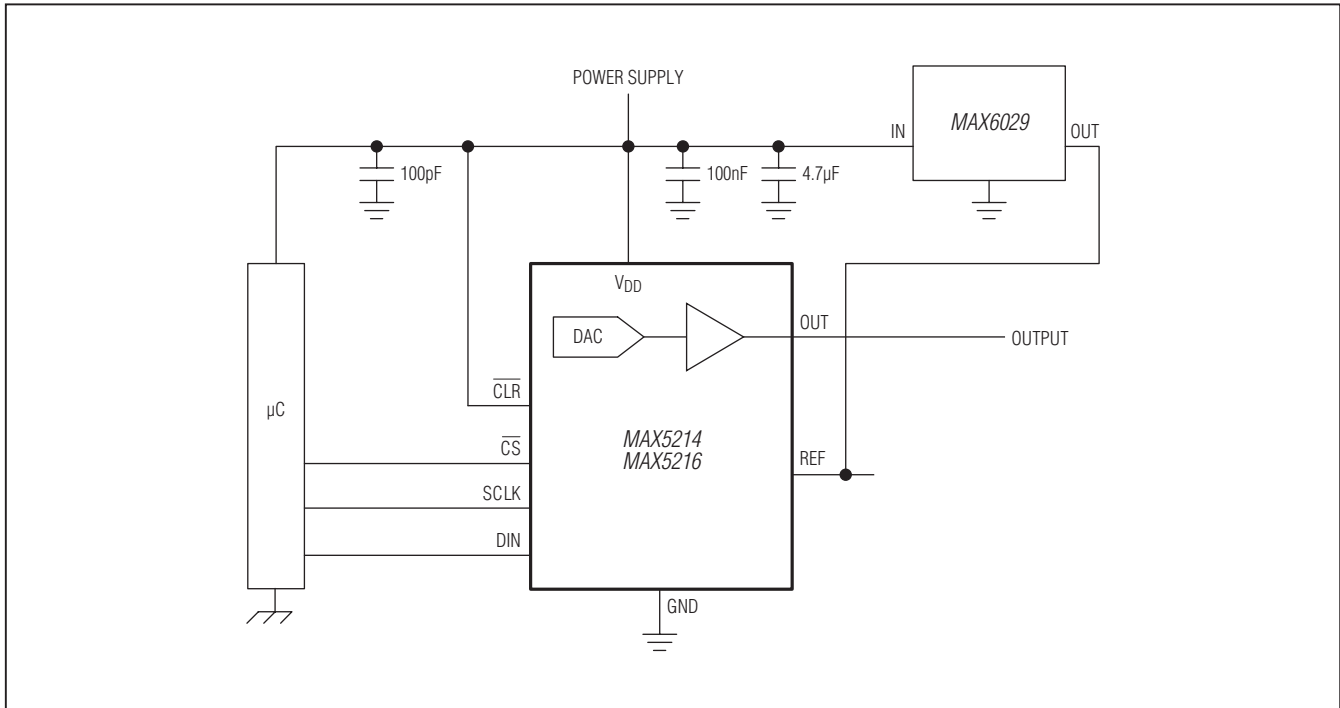 POWER SUPPLY
IN
MAX6029
OUT
100pF
100nF
4.7µF
VDD
DAC
OUT
OUTPUT
CLR
µC
MAX5214
MAX5216
CS
REF
SCLK
DIN
GND